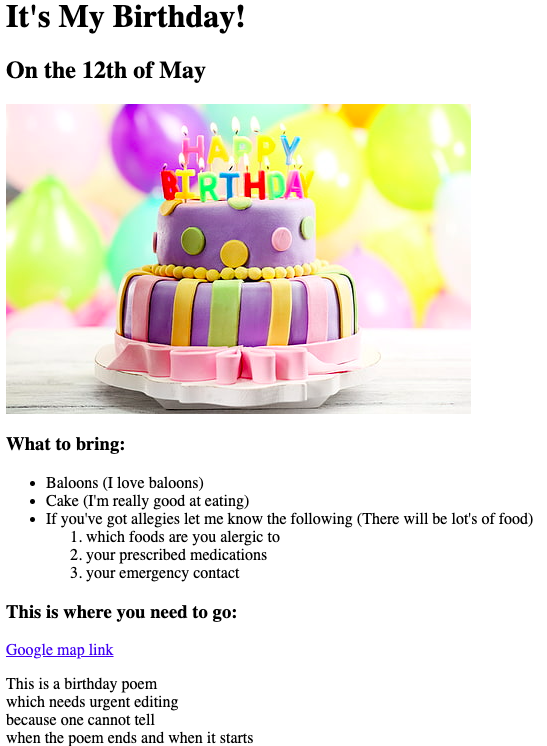 It's My Birthday!
On the 12th of May
HAPPY
BIRTHDAY
What to bring:
Baloons (I love baloons)
Cake (I'm really good at eating)
If you've got allegies let me know the following (There will be lot's of food)
1. which foods are you alergic to
2. your prescribed medications
3. your emergency contact
This is where you need to go:
Google map link
This is a birthday poem
which needs urgent editing
because one cannot tell
when the poem ends and when it starts